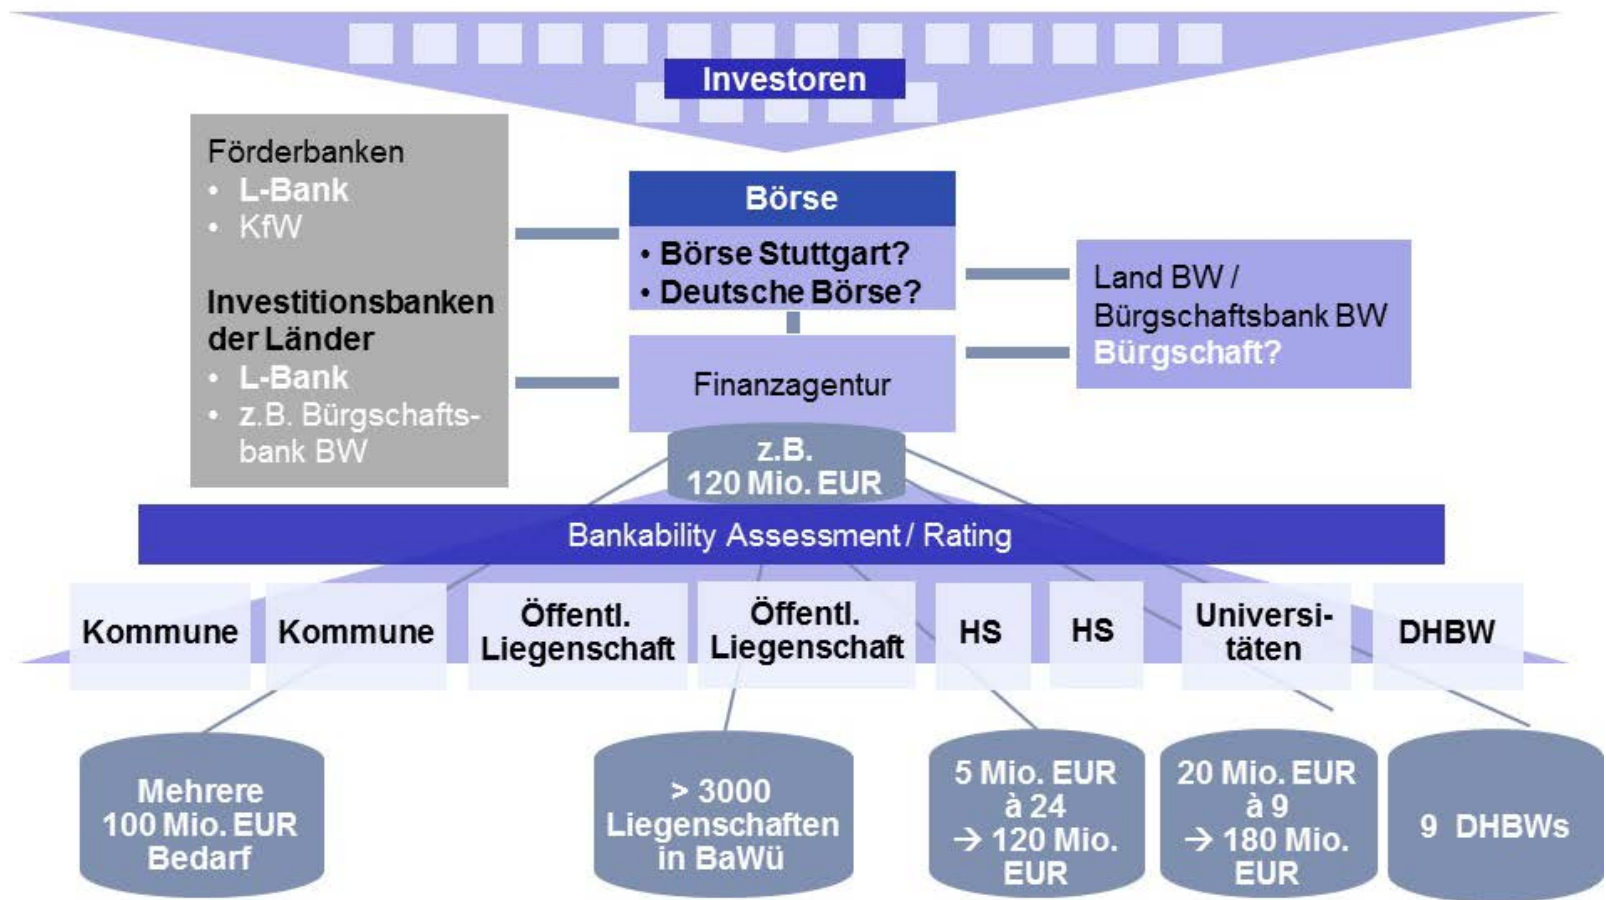 Investoren
Förderbanken
• L-Bank
• KfW
Investitionsbanken
der Länder
• L-Bank
• z.B. Bürgschafts-
bank BW
Börse
• Börse Stuttgart?
• Deutsche Börse?
Finanzagentur
Land BW /
Bürgschaftsbank BW
Bürgschaft?
z.B.
120 Mio. EUR
Bankability Assessment / Rating
Kommune
Kommune
Öffentl.
Liegenschaft
Öffentl.
Liegenschaft
HS
HS
Universi-
täten
DHBW
Mehrere
100 Mio. EUR
Bedarf
> 3000
Liegenschaften
in BaWü
5 Mio. EUR
à 24
→ 120 Mio.
EUR
20 Mio. EUR
à 9
→ 180 Mio.
EUR
9 DHBWs